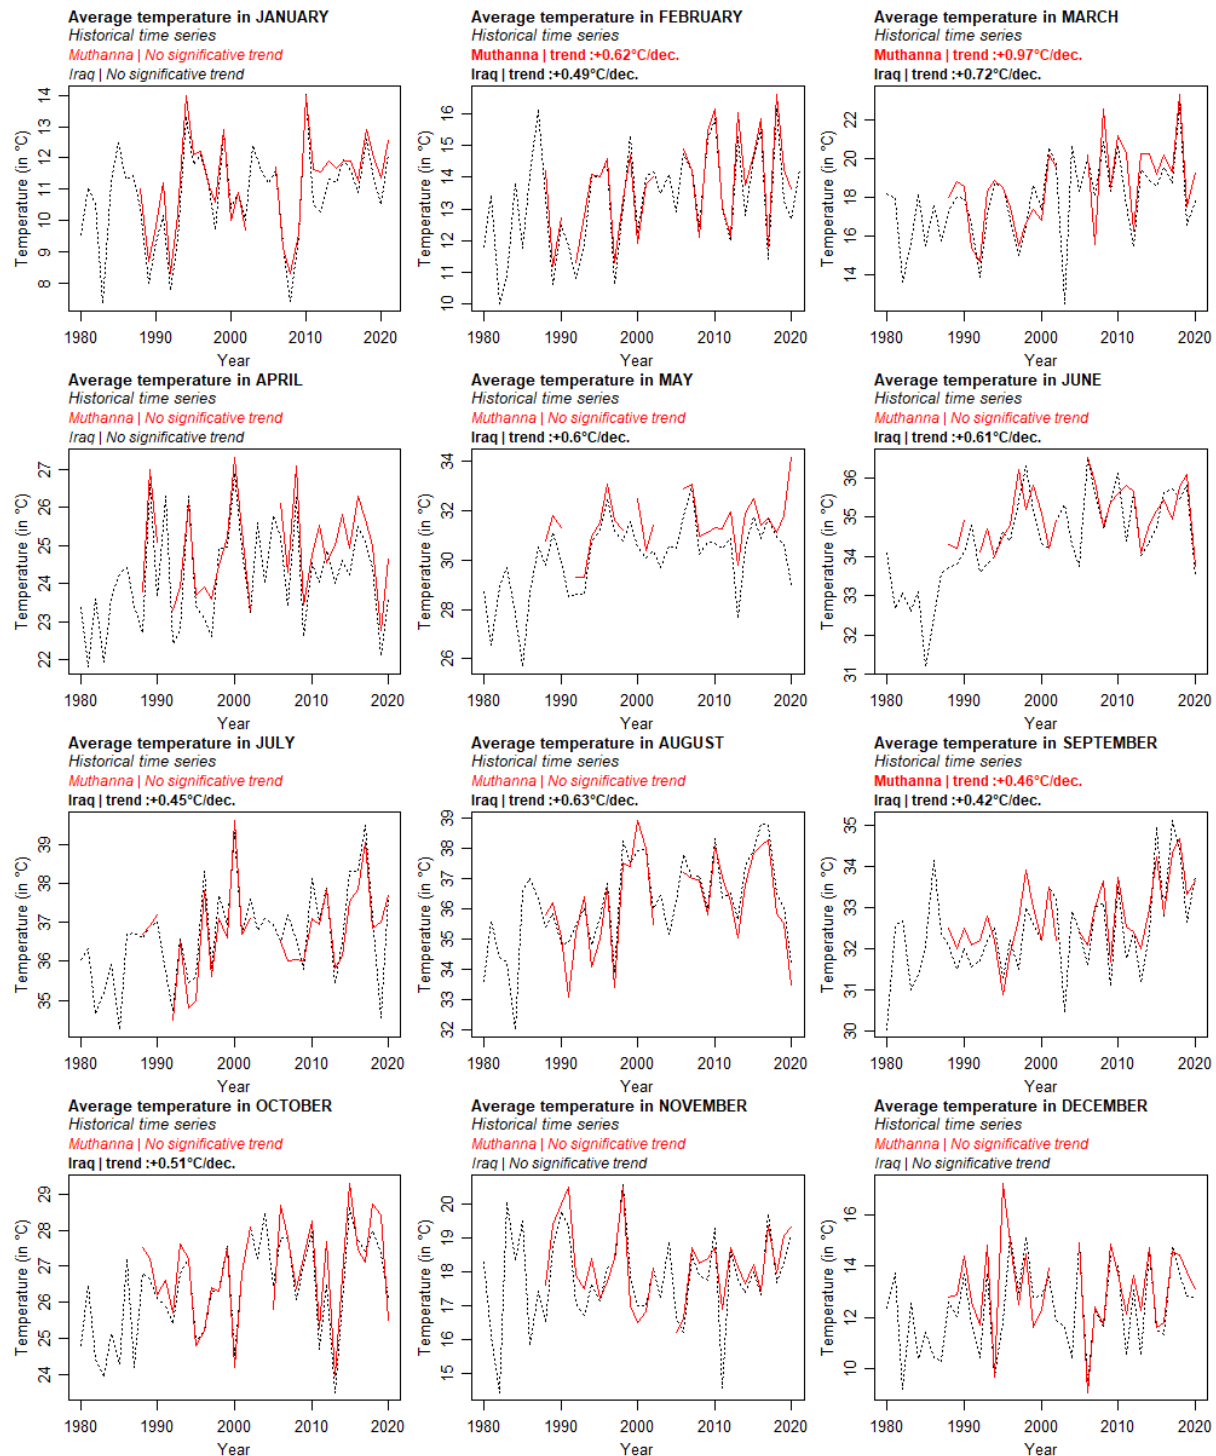 Average temperature in JANUARY
Historical time series
Muthanna | No significative trend
Iraq | No significative trend
Temperature (in °C)
8
9
10
11
12
13
14
1980 1990 2000 2010 2020
Year
Average temperature in FEBRUARY
Historical time series
Muthanna | trend :+0.62°C/dec.
Iraq | trend :+0.49°C/dec.
Temperature (in °C)
10
11
12
13
14
15
16
1980 1990 2000 2010 2020
Year
Average temperature in MARCH
Historical time series
Muthanna | trend :+0.97°C/dec.
Iraq | trend :+0.72°C/dec.
Temperature (in °C)
14
16
18
20
22
1980 1990 2000 2010 2020
Year
Average temperature in APRIL
Historical time series
Muthanna | No significative trend
Iraq | No significative trend
Temperature (in °C)
22
23
24
25
26
27
1980 1990 2000 2010 2020
Year
Average temperature in MAY
Historical time series
Muthanna | No significative trend
Iraq | trend :+0.6°C/dec.
Temperature (in °C)
26
28
30
32
34
1980 1990 2000 2010 2020
Year
Average temperature in JUNE
Historical time series
Muthanna | No significative trend
Iraq | trend :+0.61°C/dec.
Temperature (in °C)
31
32
33
34
35
36
1980 1990 2000 2010 2020
Year
Average temperature in JULY
Historical time series
Muthanna | No significative trend
Iraq | trend :+0.45°C/dec.
Temperature (in °C)
35
36
37
38
39
1980 1990 2000 2010 2020
Year
Average temperature in AUGUST
Historical time series
Muthanna | No significative trend
Iraq | trend :+0.63°C/dec.
Temperature (in °C)
32
33
34
35
36
37
38
39
1980 1990 2000 2010 2020
Year
Average temperature in SEPTEMBER
Historical time series
Muthanna | trend :+0.46°C/dec.
Iraq | trend :+0.42°C/dec.
Temperature (in °C)
30
31
32
33
34
35
1980 1990 2000 2010 2020
Year
Average temperature in OCTOBER
Historical time series
Muthanna | No significative trend
Iraq | trend :+0.51°C/dec.
Temperature (in °C)
24
25
26
27
28
29
1980 1990 2000 2010 2020
Year
Average temperature in NOVEMBER
Historical time series
Muthanna | No significative trend
Iraq | No significative trend
Temperature (in °C)
15
16
17
18
19
20
1980 1990 2000 2010 2020
Year
Average temperature in DECEMBER
Historical time series
Muthanna | No significative trend
Iraq | No significative trend
Temperature (in °C)
10
12
14
16
1980 1990 2000 2010 2020
Year